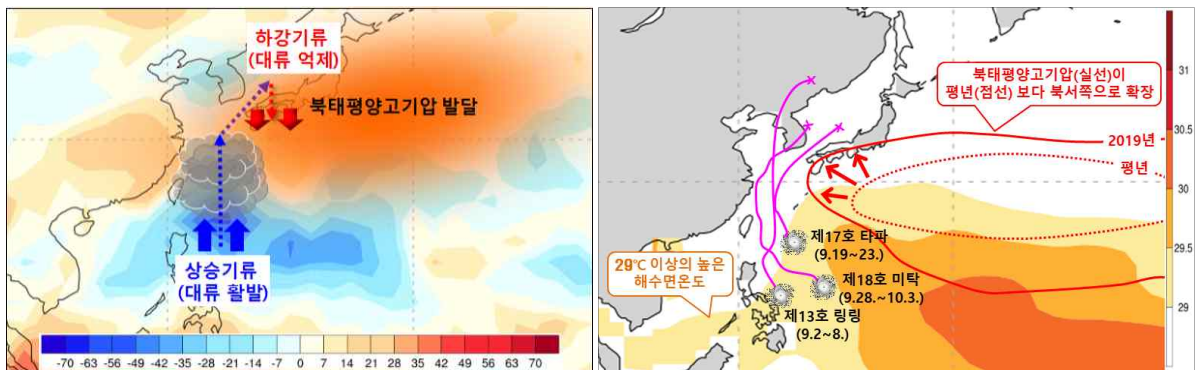 하강기류
(대류 억제)
북태평양고기압 발달
상승기류
(대류 활발)
-70 -63 -56 -49 -42 -35 -28 -21 -14 -7 0 7 14 21 28 35 42 49 56 63 70
북태평양고기압(실선)이
평년(점선) 보다 북서쪽으로 확장
2019년
평년
제17호 타파
(9.19~23.)
제18호 미탁
(9.28.~10.3.)
제13호 링링
(9.2~8.)
29℃ 이상의 높은
해수면온도
31
30.5
30
29.5
29